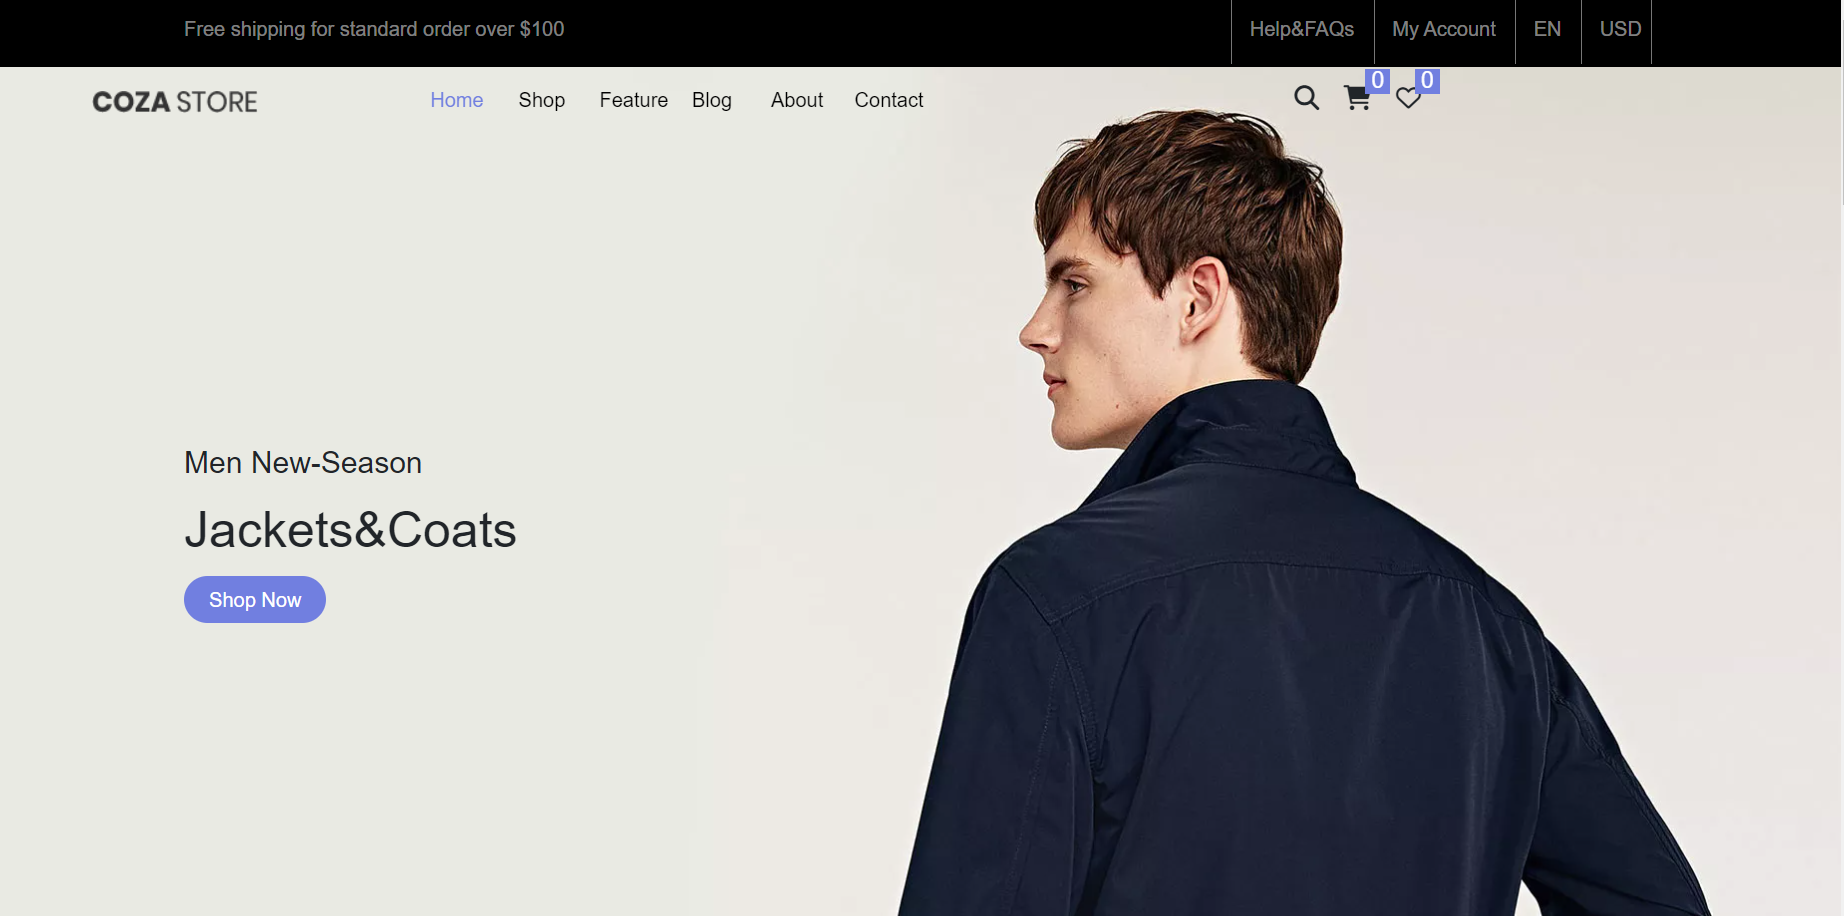 Free shipping for standard order over $100
Help&FAQs My Account EN USD
COZA STORE
Home Shop Feature Blog About Contact
0 0
Men New-Season
Jackets&Coats
Shop Now